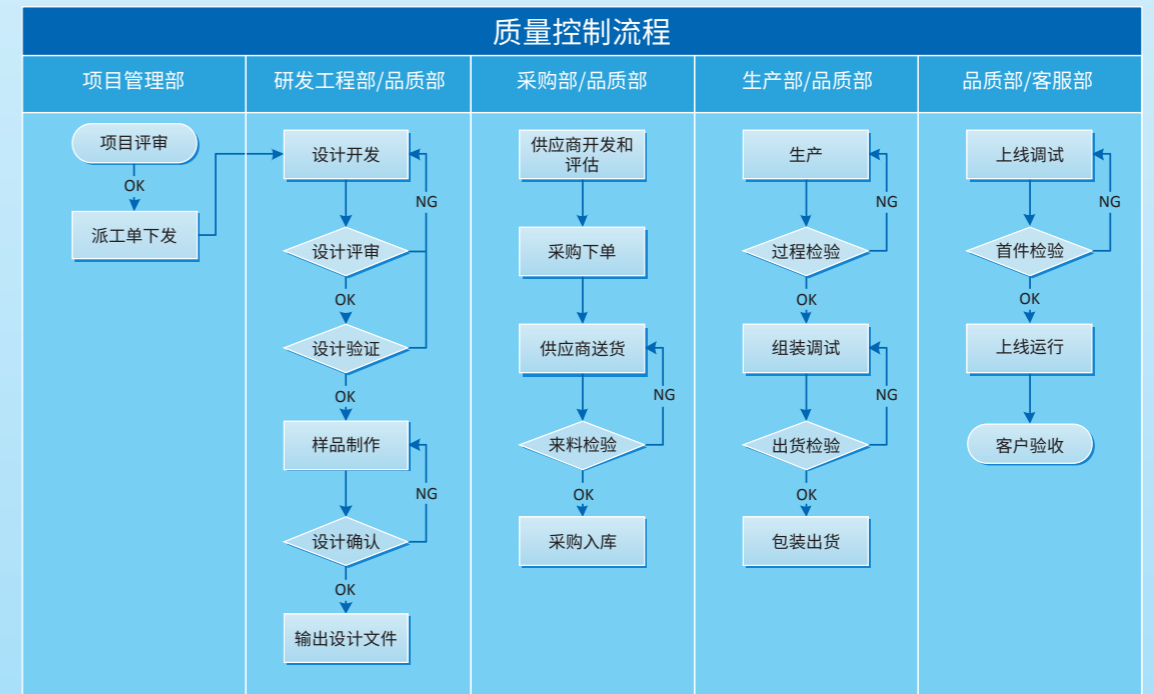 质量控制流程
项目管理部
研发工程部/品质部
采购部/品质部
生产部/品质部
品质部/客服部
项目评审
OK
派工单下发
设计开发
NG
设计评审
OK
设计验证
OK
样品制作
NG
设计确认
OK
输出设计文件
供应商开发和
评估
采购下单
供应商送货
NG
来料检验
OK
采购入库
生产
NG
过程检验
OK
组装调试
NG
出货检验
OK
包装出货
上线调试
NG
首件检验
OK
上线运行
客户验收